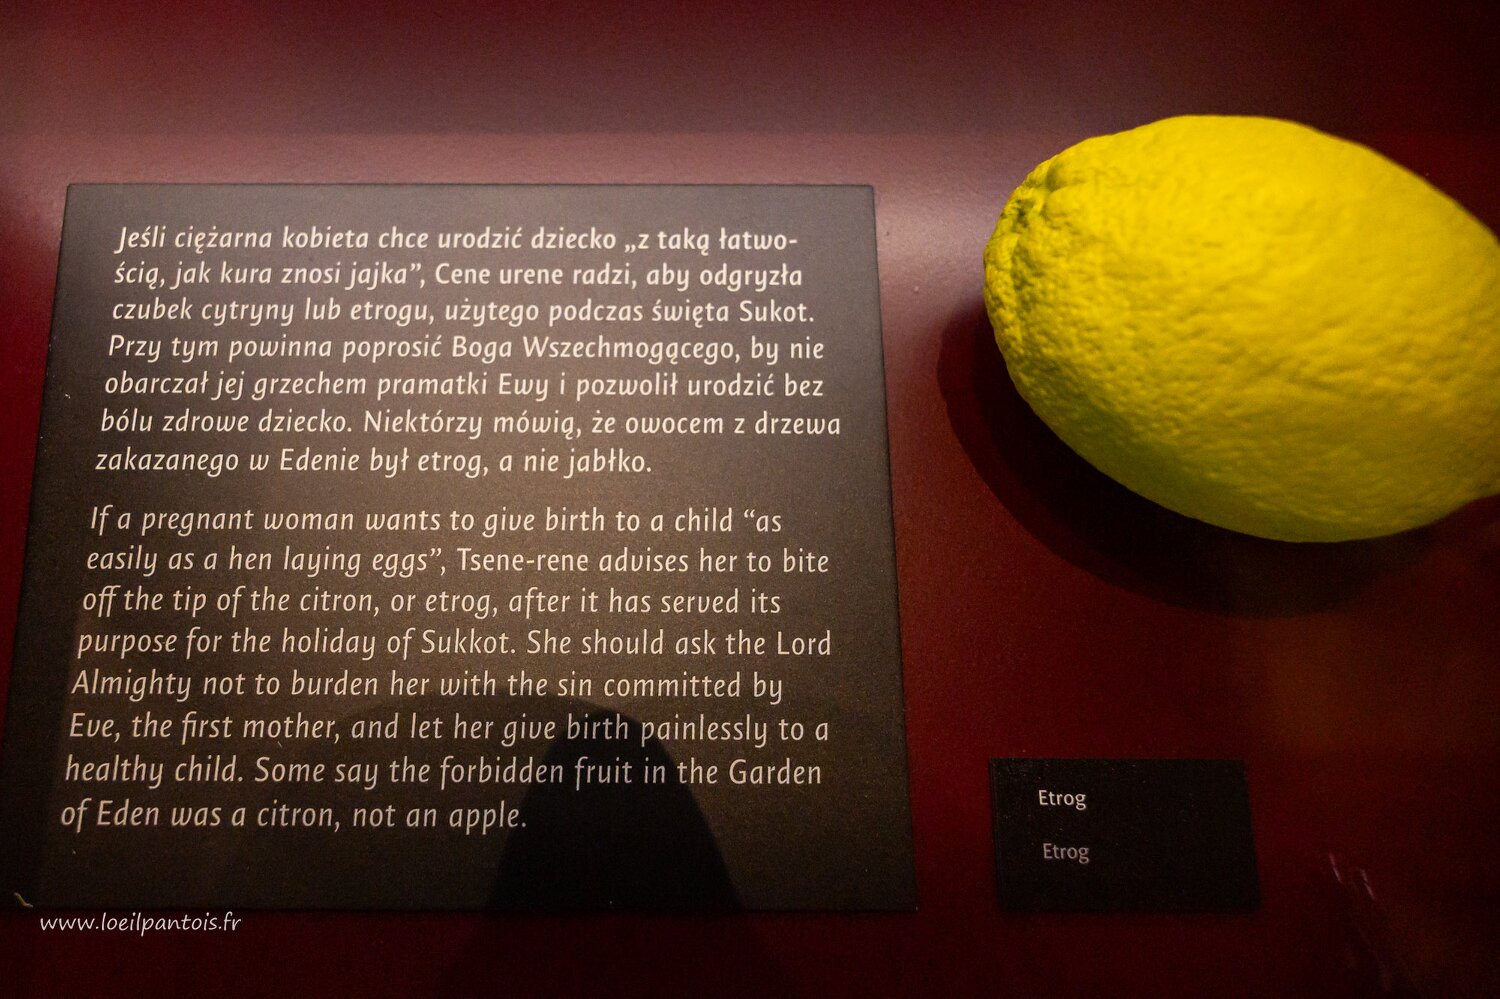 Jeśli ciężarna kobieta chce urodzić dziecko „z taką łatwo-
ścią, jak kura znosi jajka”, Cene urene radzi, aby odgryzła
czubek cytryny lub etrogu, użytego podczas święta Sukot.
Przy tym powinna poprosić Boga Wszechmogącego, by nie
obarczał jej grzechem pramatki Ewy i pozwolił urodzić bez
bólu zdrowe dziecko. Niektórzy mówią, że owocem z drzewa
zakazanego w Edenie był etrog, a nie jabłko.
If a pregnant woman wants to give birth to a child “as
easily as a hen laying eggs”, Tsene-rene advises her to bite
off the tip of the citron, or etrog, after it has served its
purpose for the holiday of Sukkot. She should ask the Lord
Almighty not to burden her with the sin committed by
Eve, the first mother, and let her give birth painlessly to a
healthy child. Some say the forbidden fruit in the Garden
of Eden was a citron, not an apple.
Etrog
Etrog
www.loeilpantois.fr